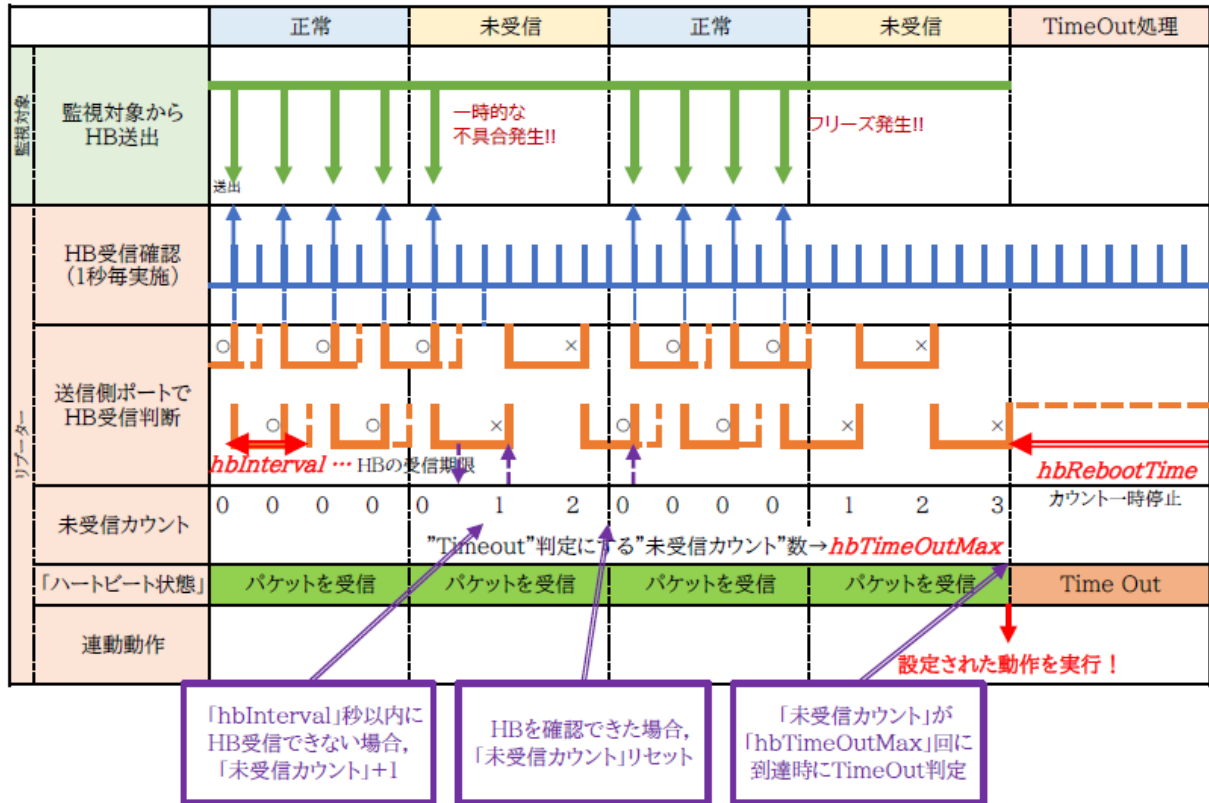 正常 未受信 正常 未受信 TimeOut処理
監視対象
監視対象から
HB送出
一時的な
不具合発生!!
フリーズ発生!!
送出
リブーター
HB受信確認
（1秒毎実施）
送信側ポートで
HB受信判断
○ ○ ○ × ○ ○ ×
○ ○ × ○ × ×
hbInterval … HBの受信期限
hbRebootTime
未受信カウント
0 0 0 0 0 1 2 0 0 0 0 1 2 3
カウント一時停止
"Timeout"判定にする"未受信カウント"数→hbTimeOutMax
「ハートビート状態」
パケットを受信 パケットを受信 パケットを受信 パケットを受信 Time Out
連動動作
設定された動作を実行！
「hbInterval」秒以内に
HB受信できない場合,
「未受信カウント」+1
HBを確認できた場合,
「未受信カウント」リセット
「未受信カウント」が
「hbTimeOutMax」回に
到達時にTimeOut判定